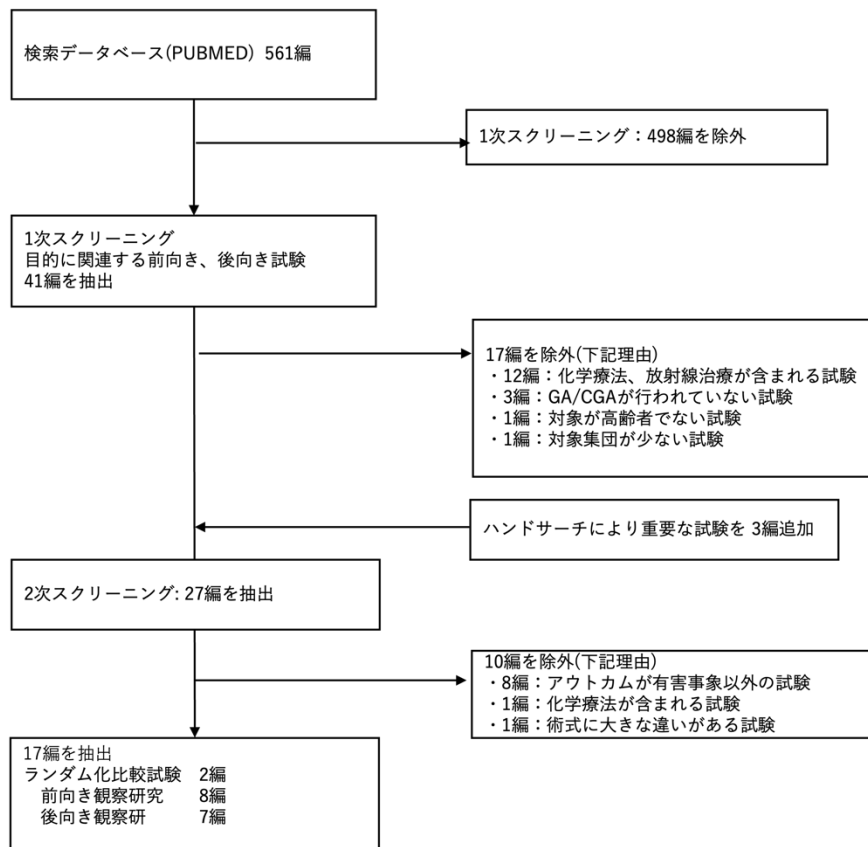 検索データベース(PUBMED) 561編
1次スクリーニング：498編を除外
1次スクリーニング
目的に関連する前向き、後向き試験
41編を抽出
17編を除外(下記理由)
・12編：化学療法、放射線治療が含まれる試験
・3編：GA/CGAが行われていない試験
・1編：対象が高齢者でない試験
・1編：対象集団が少ない試験
ハンドサーチにより重要な試験を 3編追加
2次スクリーニング: 27編を抽出
10編を除外(下記理由)
・8編：アウトカムが有害事象以外の試験
・1編：化学療法が含まれる試験
・1編：術式に大きな違いがある試験
17編を抽出
ランダム化比較試験 2編
前向き観察研究 8編
後向き観察研 7編